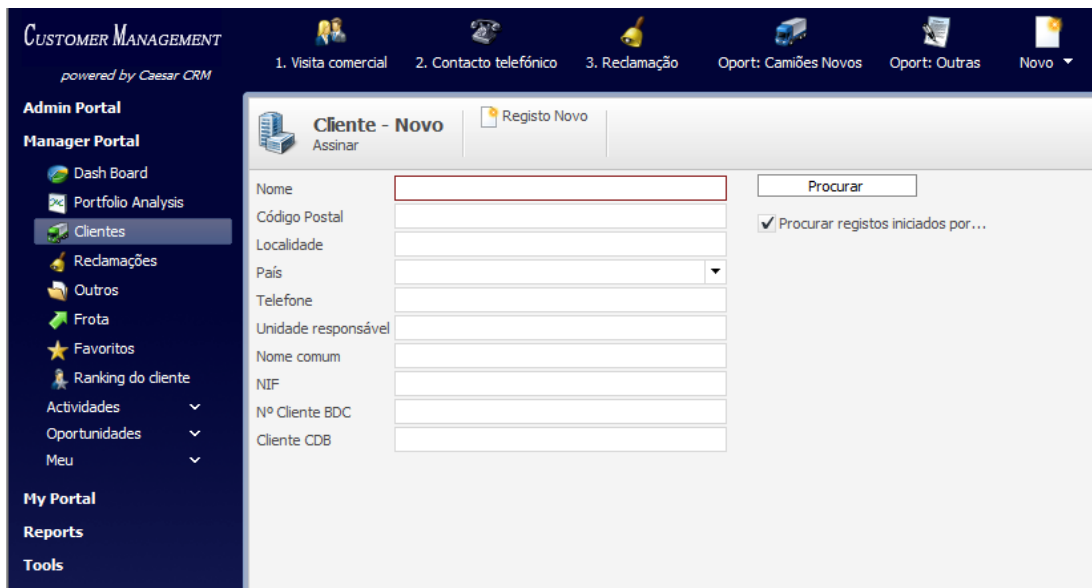 CUSTOMER MANAGEMENT
powered by Caesar CRM
1. Visita comercial
2. Contacto telefónico
3. Reclamação
Oport: Camiões Novos
Oport: Outras
Novo
Admin Portal
Manager Portal
Dash Board
Portfolio Analysis
Clientes
Reclamações
Outros
Frota
Favoritos
Ranking do cliente
Actividades
Oportunidades
Meu
My Portal
Reports
Tools
Cliente - Novo
Assinar
Registo Novo
Nome
Código Postal
Localidade
País
Telefone
Unidade responsável
Nome comum
NIF
Nº Cliente BDC
Cliente CDB
Procurar
Procurar registos iniciados por...